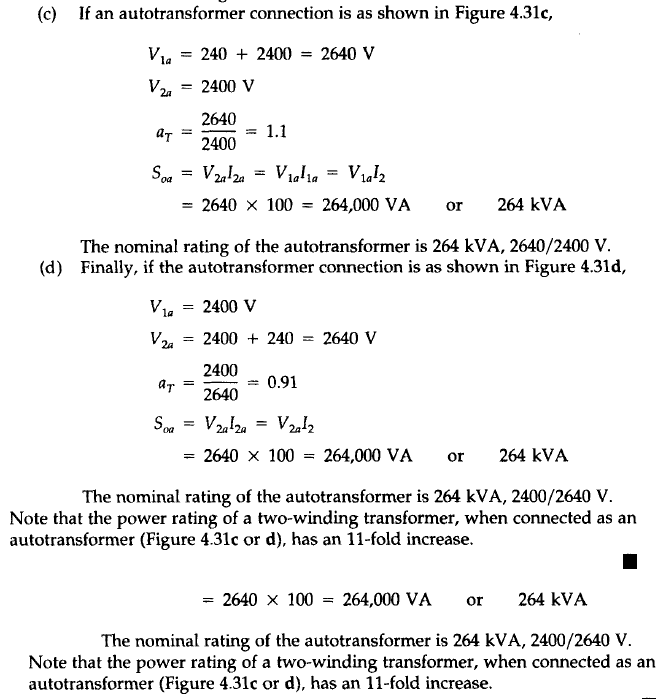 (c) If an autotransformer connection is as shown in Figure 4.31c,
V1a = 240 + 2400 = 2640 V
V2a = 2400 V
aT = 2640/2400 = 1.1
Soa = V2aI2a = V1aI1a = V1aI2
= 2640 × 100 = 264,000 VA or 264 kVA
The nominal rating of the autotransformer is 264 kVA, 2640/2400 V.
(d) Finally, if the autotransformer connection is as shown in Figure 4.31d,
V1a = 2400 V
V2a = 2400 + 240 = 2640 V
aT = 2400/2640 = 0.91
Soa = V2aI2a = V2aI2
= 2640 × 100 = 264,000 VA or 264 kVA
The nominal rating of the autotransformer is 264 kVA, 2400/2640 V.
Note that the power rating of a two-winding transformer, when connected as an
autotransformer (Figure 4.31c or d), has an 11-fold increase.
= 2640 × 100 = 264,000 VA or 264 kVA
The nominal rating of the autotransformer is 264 kVA, 2400/2640 V.
Note that the power rating of a two-winding transformer, when connected as an
autotransformer (Figure 4.31c or d), has an 11-fold increase.